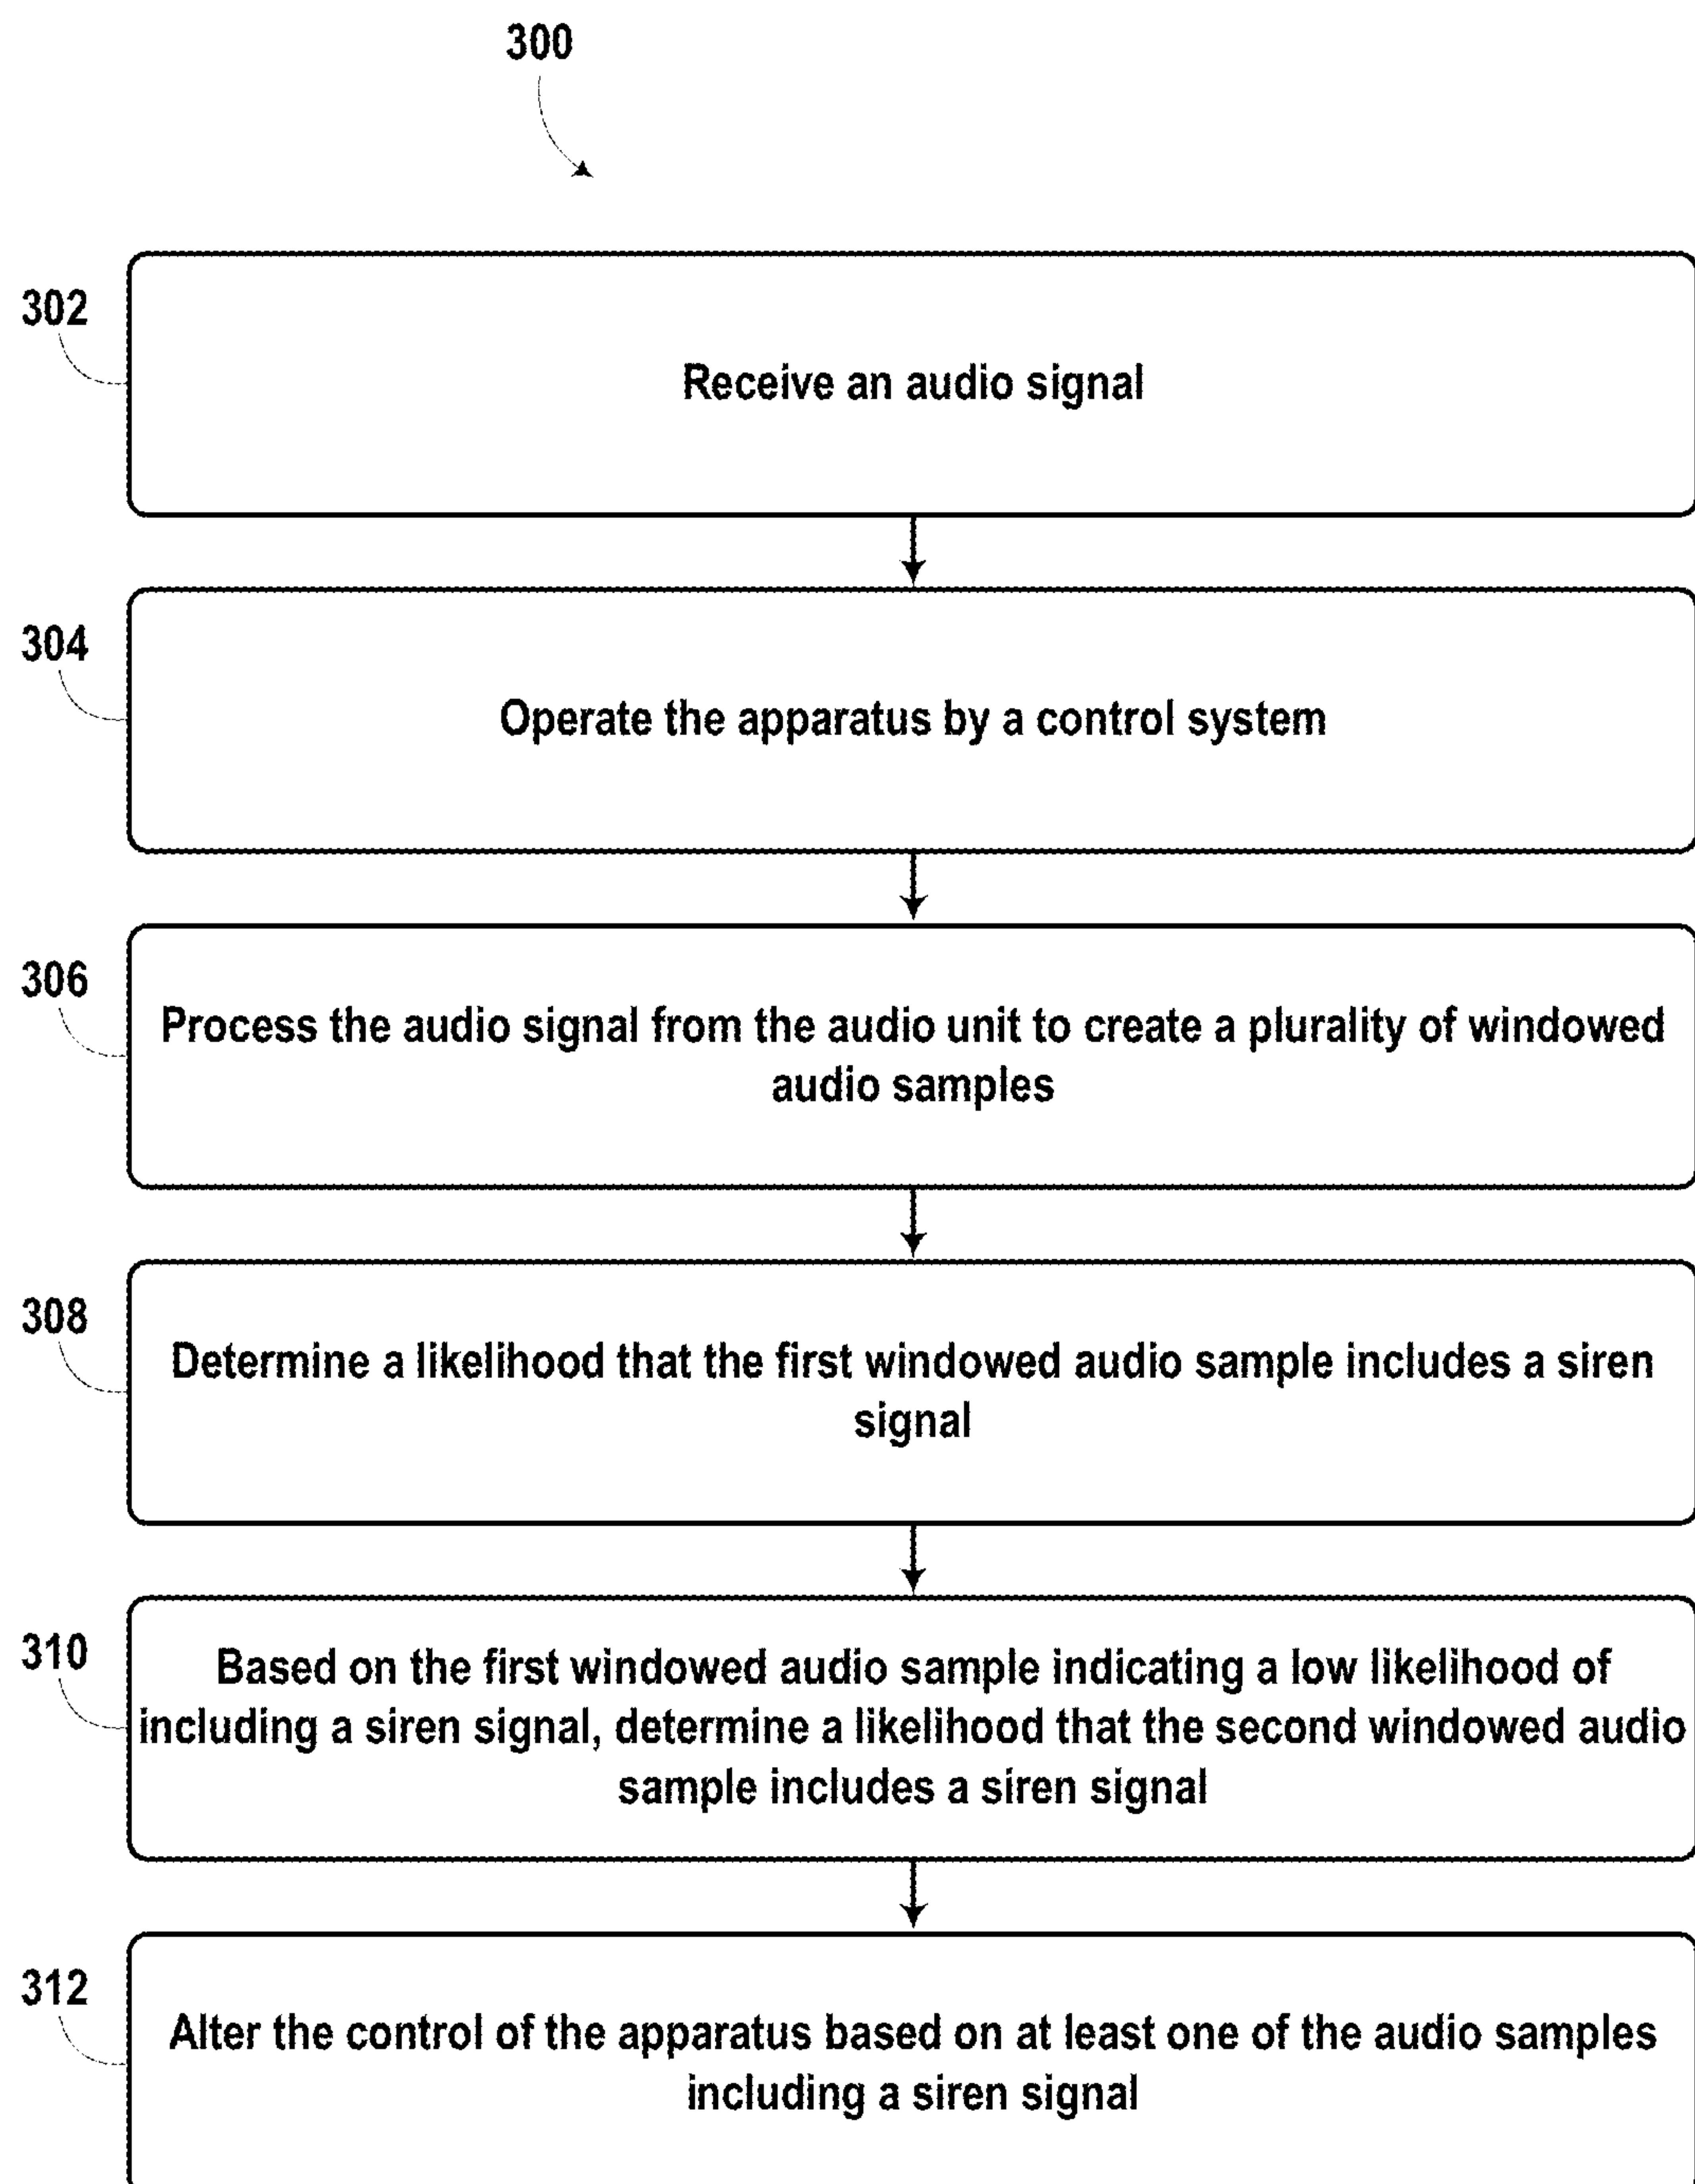 300
302
Receive an audio signal
304
Operate the apparatus by a control system
306
Process the audio signal from the audio unit to create a plurality of windowed
audio samples
308
Determine a likelihood that the first windowed audio sample includes a siren
signal
310
Based on the first windowed audio sample indicating a low likelihood of
including a siren signal, determine a likelihood that the second windowed audio
sample includes a siren signal
312
Alter the control of the apparatus based on at least one of the audio samples
including a siren signal